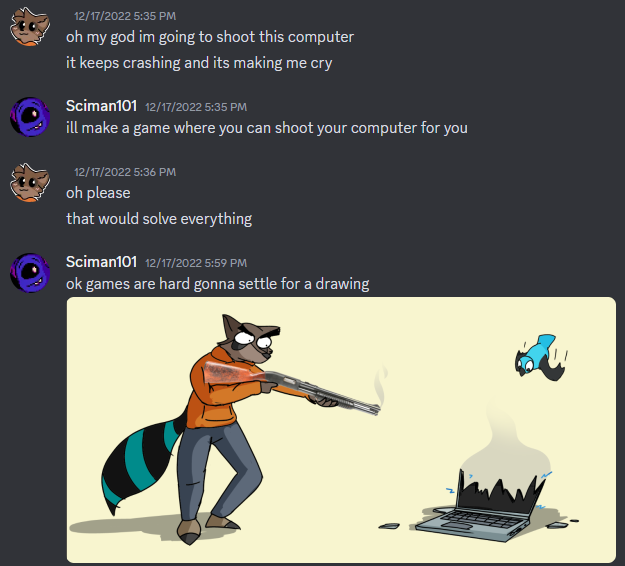 12/17/2022 5:35 PM
oh my god im going to shoot this computer
it keeps crashing and its making me cry
Sciman101 12/17/2022 5:35 PM
ill make a game where you can shoot your computer for you
12/17/2022 5:36 PM
oh please
that would solve everything
Sciman101 12/17/2022 5:59 PM
ok games are hard gonna settle for a drawing